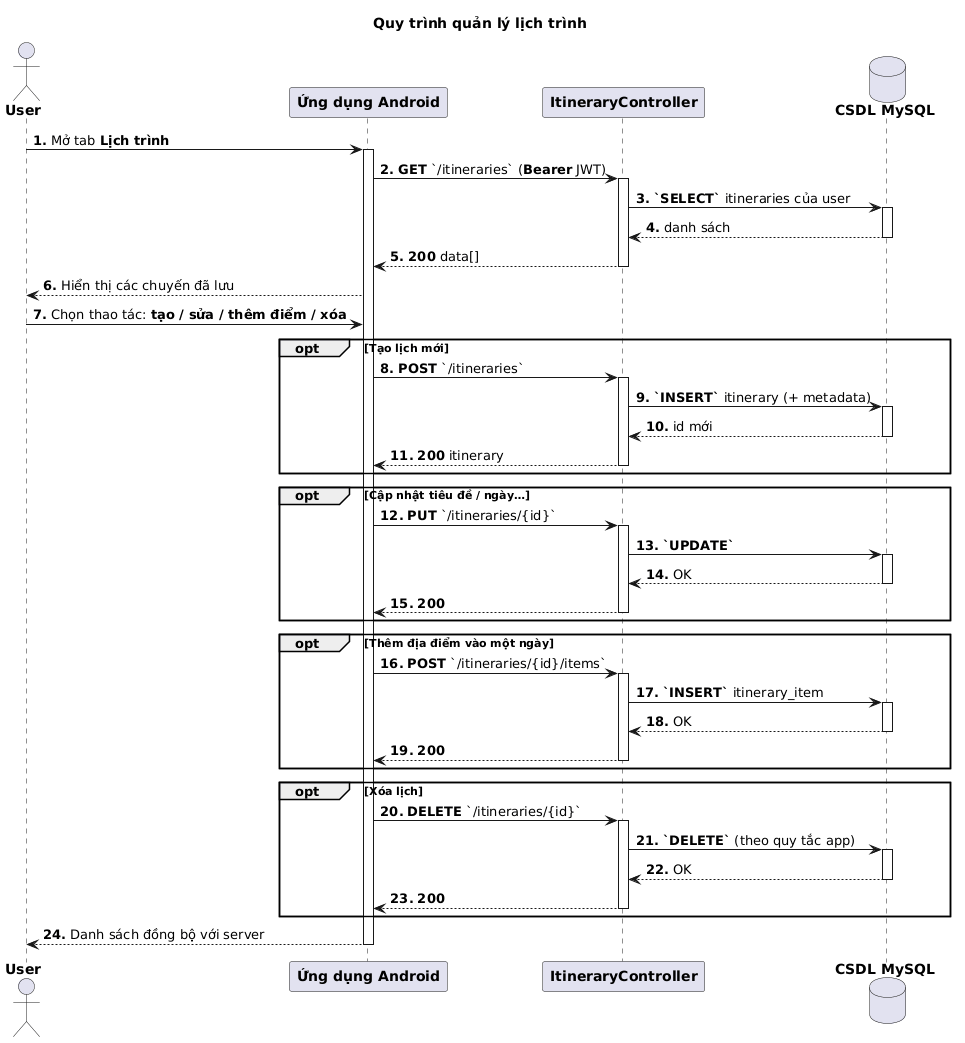 Quy trình quản lý lịch trình
User
Ứng dụng Android
ItineraryController
CSDL MySQL
1. Mở tab Lịch trình
2. GET `/itineraries` (Bearer JWT)
3. `SELECT` itineraries của user
4. danh sách
5. 200 data[]
6. Hiển thị các chuyến đã lưu
7. Chọn thao tác: tạo / sửa / thêm điểm / xóa
opt [Tạo lịch mới]
8. POST `/itineraries`
9. `INSERT` itinerary (+ metadata)
10. id mới
11. 200 itinerary
opt [Cập nhật tiêu đề / ngày…]
12. PUT `/itineraries/{id}`
13. `UPDATE`
14. OK
15. 200
opt [Thêm địa điểm vào một ngày]
16. POST `/itineraries/{id}/items`
17. `INSERT` itinerary_item
18. OK
19. 200
opt [Xóa lịch]
20. DELETE `/itineraries/{id}`
21. `DELETE` (theo quy tắc app)
22. OK
23. 200
24. Danh sách đồng bộ với server
User
Ứng dụng Android
ItineraryController
CSDL MySQL